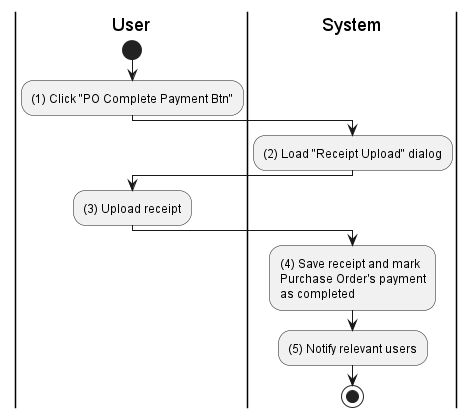 User
System
(1) Click "PO Complete Payment Btn"
(2) Load "Receipt Upload" dialog
(3) Upload receipt
(4) Save receipt and mark
Purchase Order's payment
as completed
(5) Notify relevant users